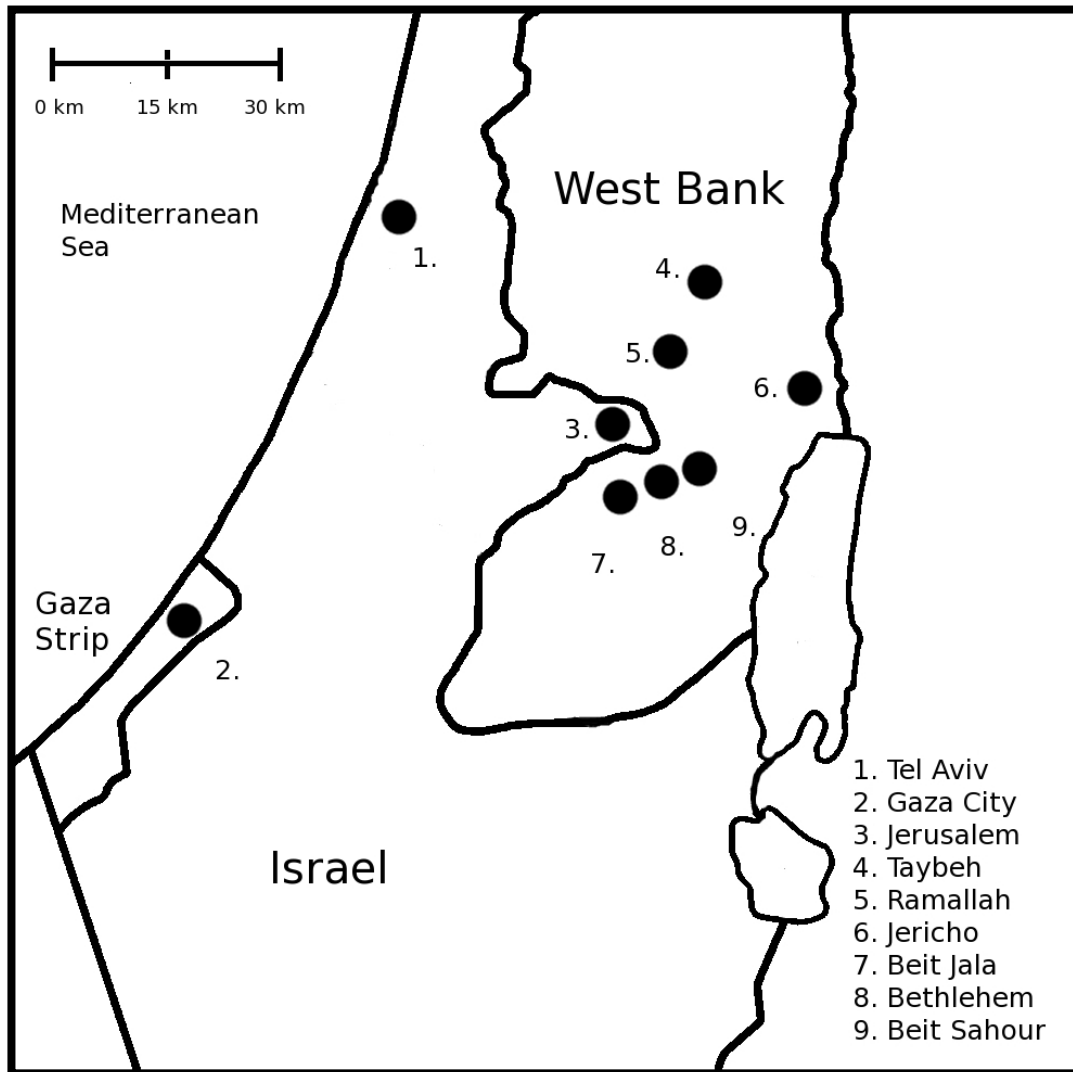 0 km 15 km 30 km
West Bank
Mediterranean
Sea
1.
4.
5.
6.
3.
9.
8.
7.
Gaza
Strip
2.
Israel
1. Tel Aviv
2. Gaza City
3. Jerusalem
4. Taybeh
5. Ramallah
6. Jericho
7. Beit Jala
8. Bethlehem
9. Beit Sahour